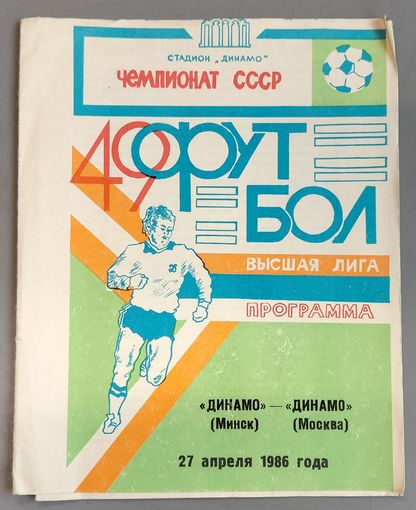 СТАДИОН „ДИНАМО"
ЧЕМПИОНАТ СССР
49 ФУТ
БОЛ
ВЫСШАЯ ЛИГА
ПРОГРАММА
«ДИНАМО» — «ДИНАМО»
(Минск) (Москва)
27 апреля 1986 года